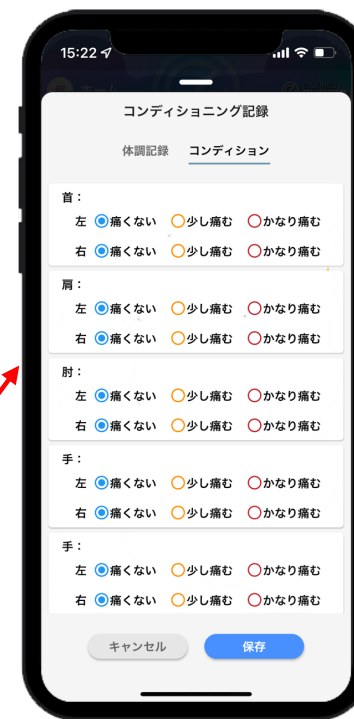 15:22
コンディショニング記録
体調記録 コンディション
首：
左 痛くない 少し痛む かなり痛む
右 痛くない 少し痛む かなり痛む
肩：
左 痛くない 少し痛む かなり痛む
右 痛くない 少し痛む かなり痛む
肘：
左 痛くない 少し痛む かなり痛む
右 痛くない 少し痛む かなり痛む
手：
左 痛くない 少し痛む かなり痛む
右 痛くない 少し痛む かなり痛む
手：
左 痛くない 少し痛む かなり痛む
右 痛くない 少し痛む かなり痛む
キャンセル 保存